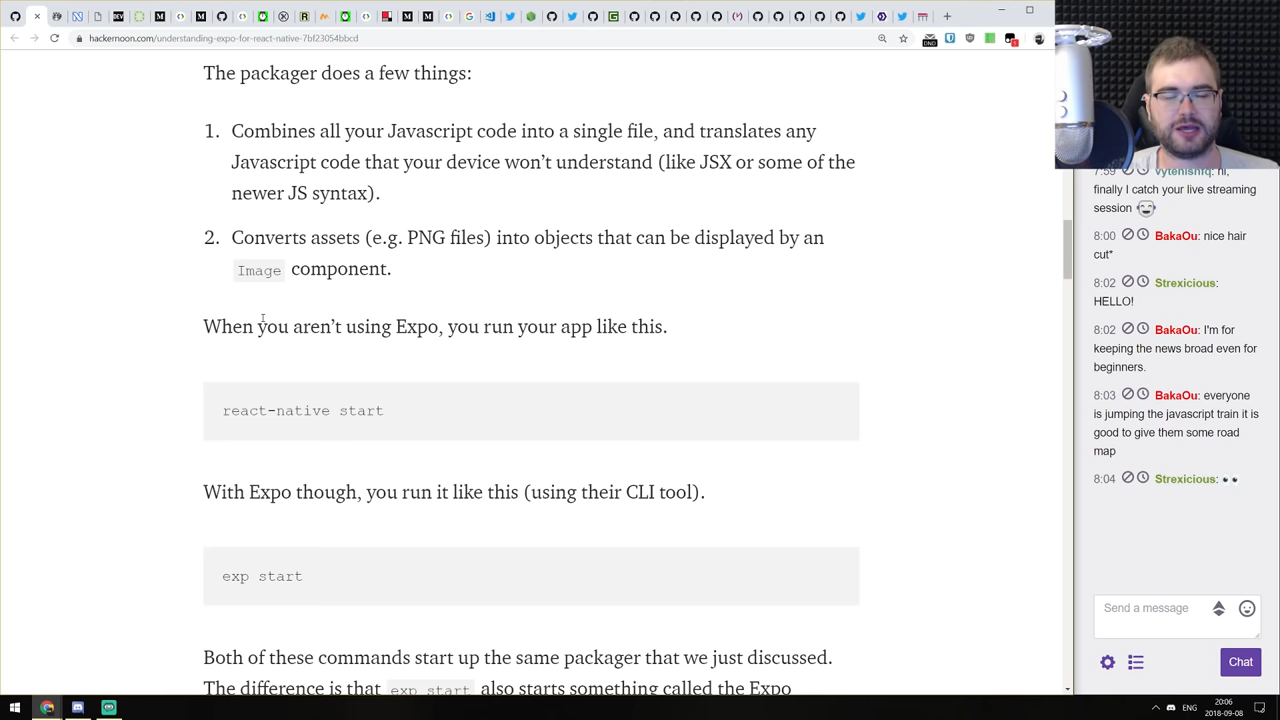 hackernoon.com/understanding-expo-for-react-native-7bf23054bbcd
The packager does a few things:
1. Combines all your Javascript code into a single file, and translates any
Javascript code that your device won’t understand (like JSX or some of the
newer JS syntax).
2. Converts assets (e.g. PNG files) into objects that can be displayed by an
Image component.
When you aren’t using Expo, you run your app like this.
react-native start
With Expo though, you run it like this (using their CLI tool).
exp start
Both of these commands start up the same packager that we just discussed.
The difference is that exp start also starts something called the Expo
7:59 vytenisfq: hi,
finally I catch your live streaming
session
8:00 BakaOu: nice hair
cut*
8:02 Strexicious:
HELLO!
8:02 BakaOu: I'm for
keeping the news broad even for
beginners.
8:03 BakaOu: everyone
is jumping the javascript train it is
good to give them some road
map
8:04 Strexicious:
Send a message
Chat
ENG
20:06
2018-09-08